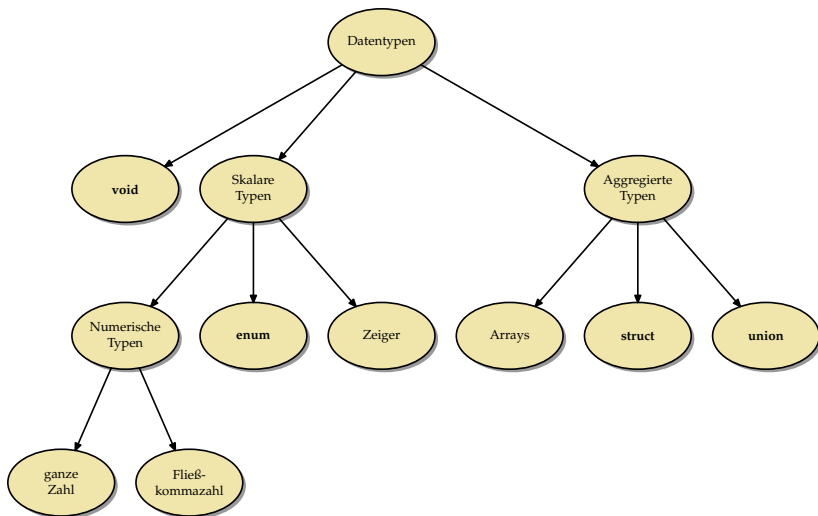 Datentypen
void
Skalare
Typen
Aggregierte
Typen
Numerische
Typen
enum
Zeiger
Arrays
struct
union
ganze
Zahl
Fließ-
kommazahl